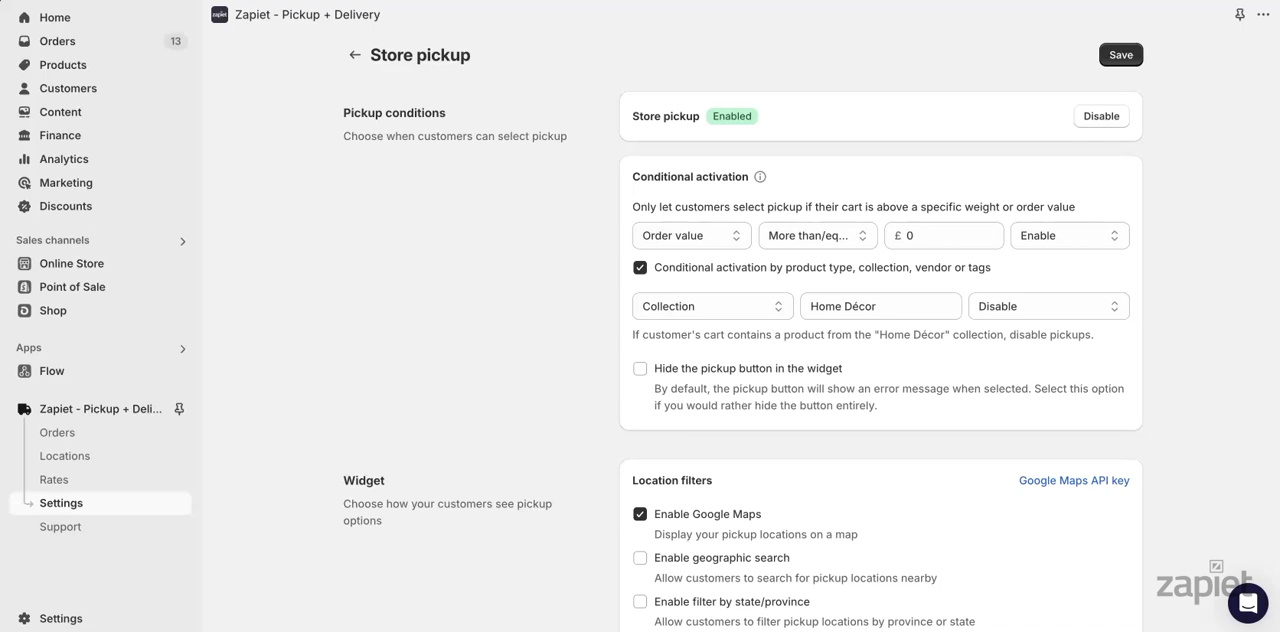 Home
Orders
13
Products
Customers
Content
Finance
Analytics
Marketing
Discounts
Sales channels
Online Store
Point of Sale
Shop
Apps
Flow
Zapiet - Pickup + Deli...
Orders
Locations
Rates
Settings
Support
Settings
zapiet
Zapiet - Pickup + Delivery
Store pickup
Save
Pickup conditions
Choose when customers can select pickup
Store pickup
Enabled
Disable
Conditional activation
Only let customers select pickup if their cart is above a specific weight or order value
Order value
More than/eq...
£ 0
Enable
Conditional activation by product type, collection, vendor or tags
Collection
Home Décor
Disable
If customer's cart contains a product from the "Home Décor" collection, disable pickups.
Hide the pickup button in the widget
By default, the pickup button will show an error message when selected. Select this option
if you would rather hide the button entirely.
Widget
Choose how your customers see pickup
options
Location filters
Google Maps API key
Enable Google Maps
Display your pickup locations on a map
Enable geographic search
Allow customers to search for pickup locations nearby
Enable filter by state/province
Allow customers to filter pickup locations by province or state
zapiet